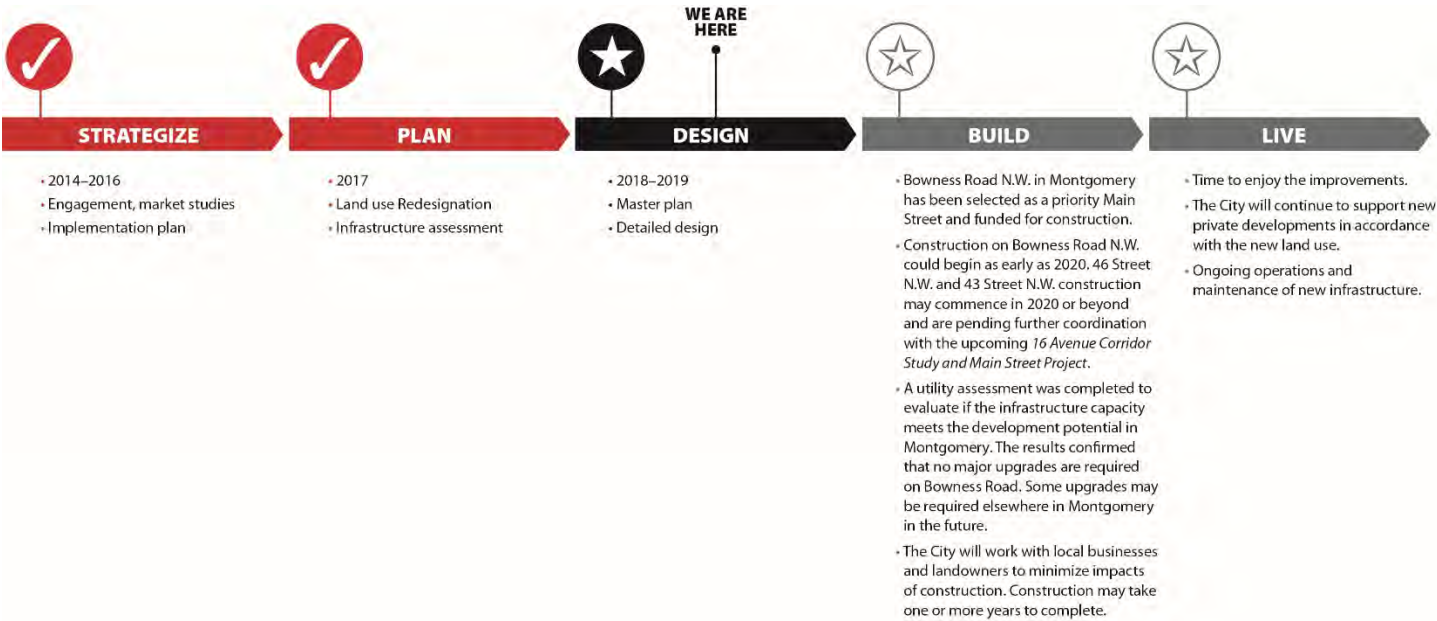 WE ARE
HERE
STRATEGIZE
• 2014–2016
• Engagement, market studies
• Implementation plan
PLAN
• 2017
• Land use Redesignation
• Infrastructure assessment
DESIGN
• 2018–2019
• Master plan
• Detailed design
BUILD
• Bowness Road N.W. in Montgomery
has been selected as a priority Main
Street and funded for construction.
• Construction on Bowness Road N.W.
could begin as early as 2020. 46 Street
N.W. and 43 Street N.W. construction
may commence in 2020 or beyond
and are pending further coordination
with the upcoming 16 Avenue Corridor
Study and Main Street Project.
• A utility assessment was completed to
evaluate if the infrastructure capacity
meets the development potential in
Montgomery. The results confirmed
that no major upgrades are required
on Bowness Road. Some upgrades may
be required elsewhere in Montgomery
in the future.
• The City will work with local businesses
and landowners to minimize impacts
of construction. Construction may take
one or more years to complete.
LIVE
• Time to enjoy the improvements.
• The City will continue to support new
private developments in accordance
with the new land use.
• Ongoing operations and
maintenance of new infrastructure.